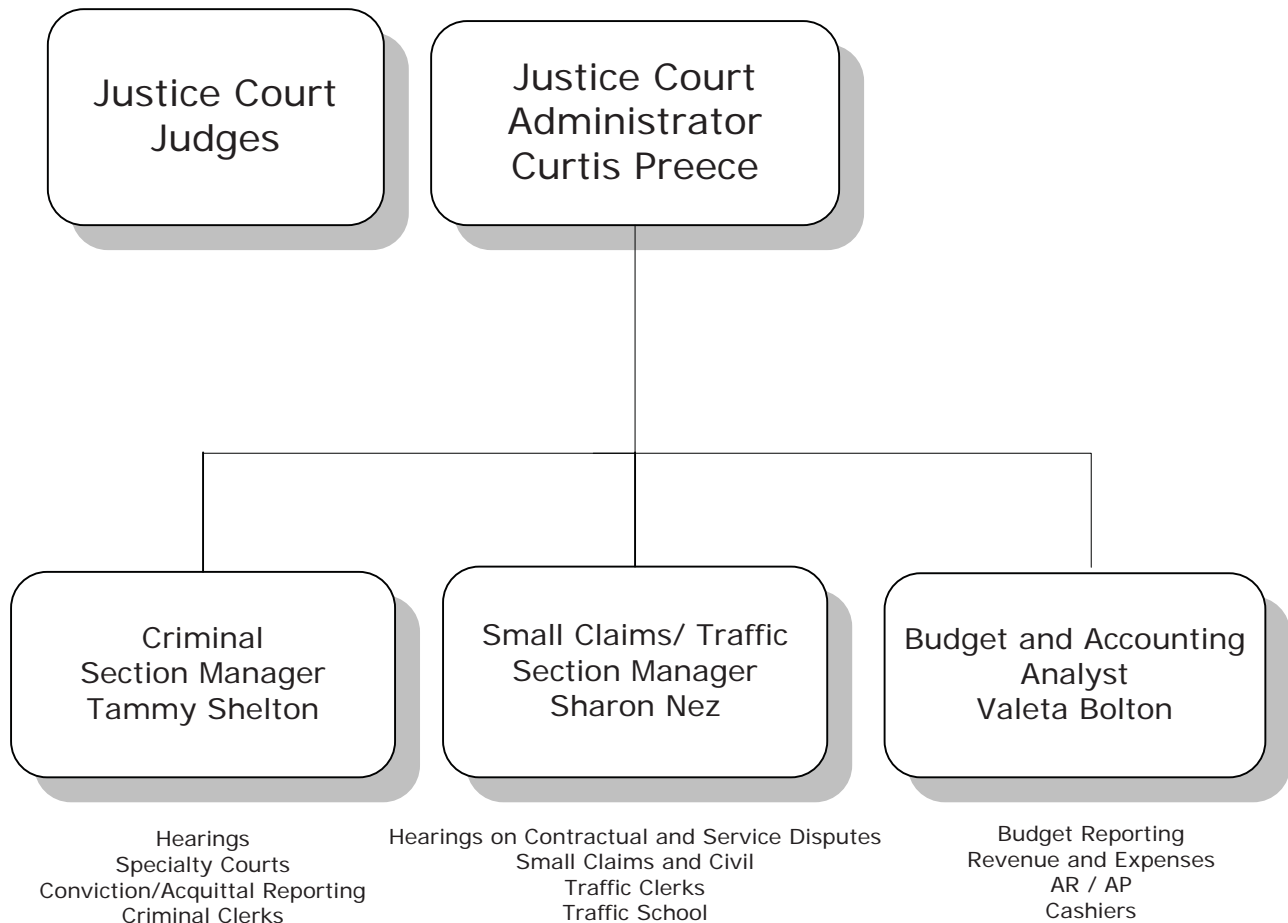 Justice Court
Judges
Justice Court
Administrator
Curtis Preece
Criminal
Section Manager
Tammy Shelton
Small Claims/ Traffic
Section Manager
Sharon Nez
Budget and Accounting
Analyst
Valeta Bolton
Hearings
Specialty Courts
Conviction/Acquittal Reporting
Criminal Clerks
Hearings on Contractual and Service Disputes
Small Claims and Civil
Traffic Clerks
Traffic School
Budget Reporting
Revenue and Expenses
AR / AP
Cashiers